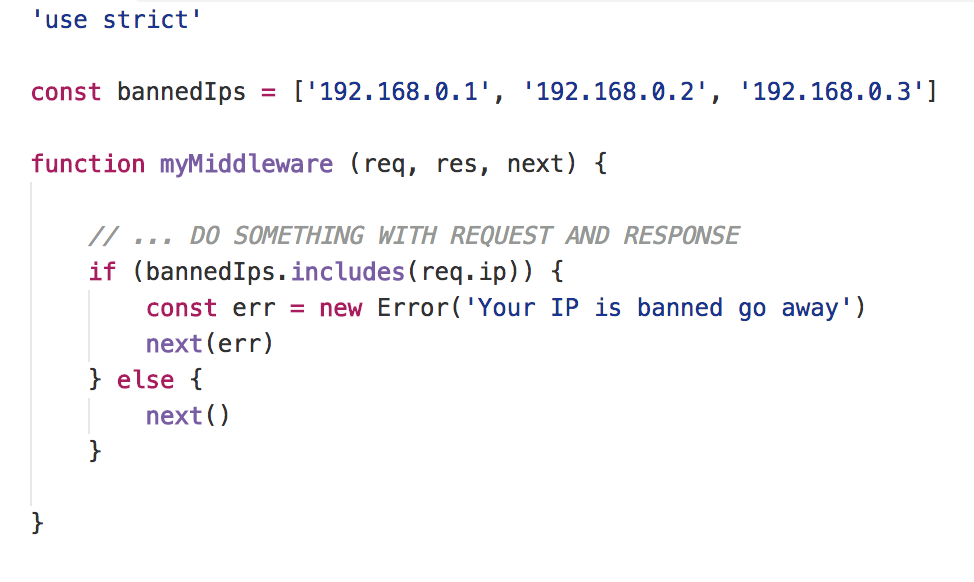 'use strict'
const bannedIps = ['192.168.0.1', '192.168.0.2', '192.168.0.3']
function myMiddleware (req, res, next) {
// ... DO SOMETHING WITH REQUEST AND RESPONSE
if (bannedIps.includes(req.ip)) {
const err = new Error('Your IP is banned go away')
next(err)
} else {
next()
}
}